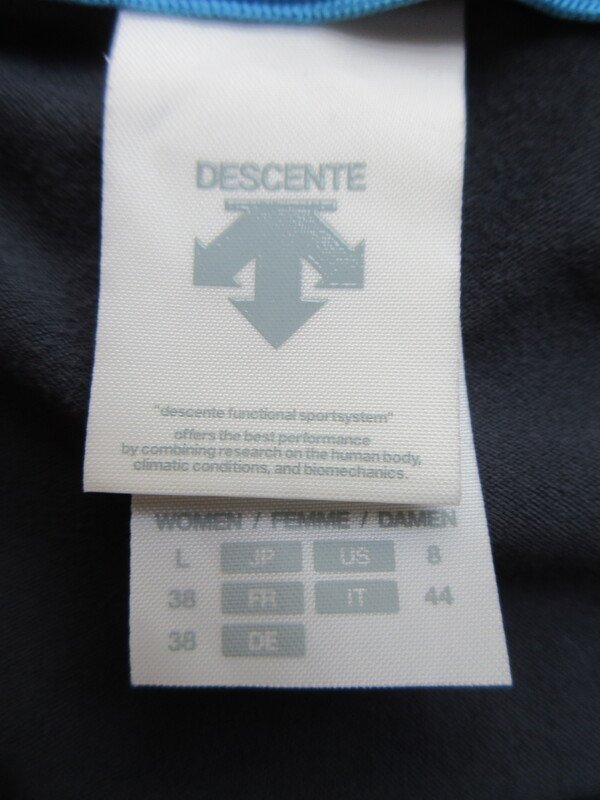 DESCENTE
"descente functional sportsystem"
offers the best performance
by combining research on the human body,
climatic conditions, and biomechanics.
WOMEN / FEMME / DAMEN
L JP US 8
38 FR IT 44
38 DE